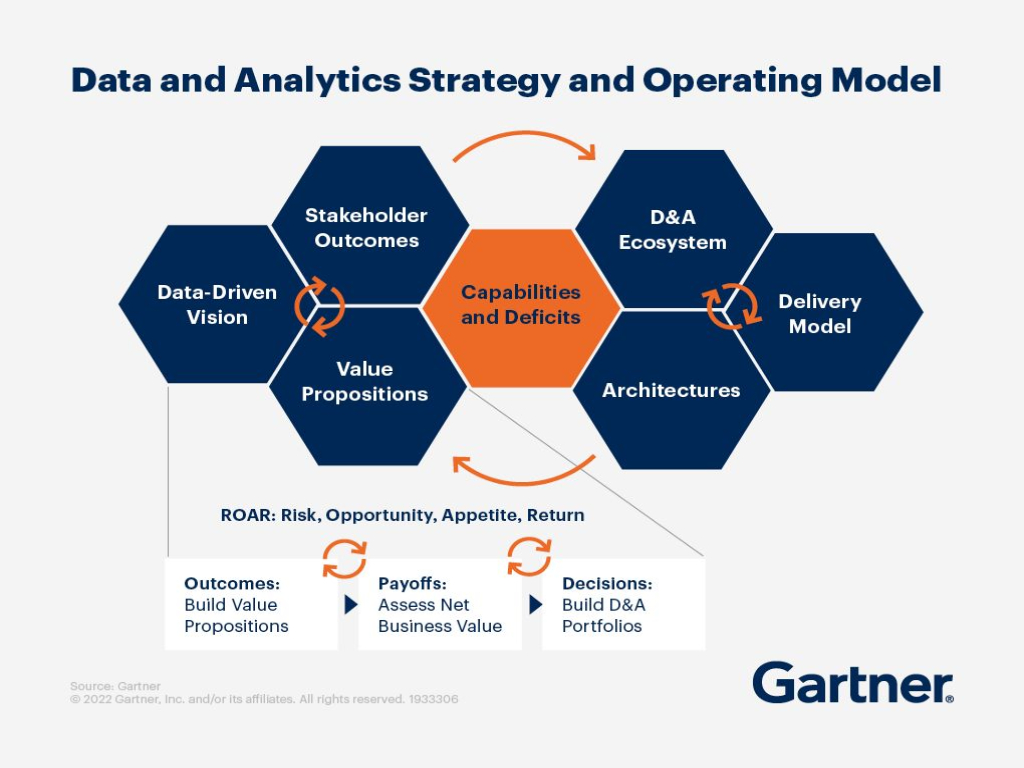 Data and Analytics Strategy and Operating Model
Stakeholder
Outcomes
D&A
Ecosystem
Data-Driven
Vision
Capabilities
and Deficits
Delivery
Model
Value
Propositions
Architectures
ROAR: Risk, Opportunity, Appetite, Return
Outcomes:
Build Value
Propositions
Payoffs:
Assess Net
Business Value
Decisions:
Build D&A
Portfolios
Source: Gartner
© 2022 Gartner, Inc. and/or its affiliates. All rights reserved. 1933306
Gartner®